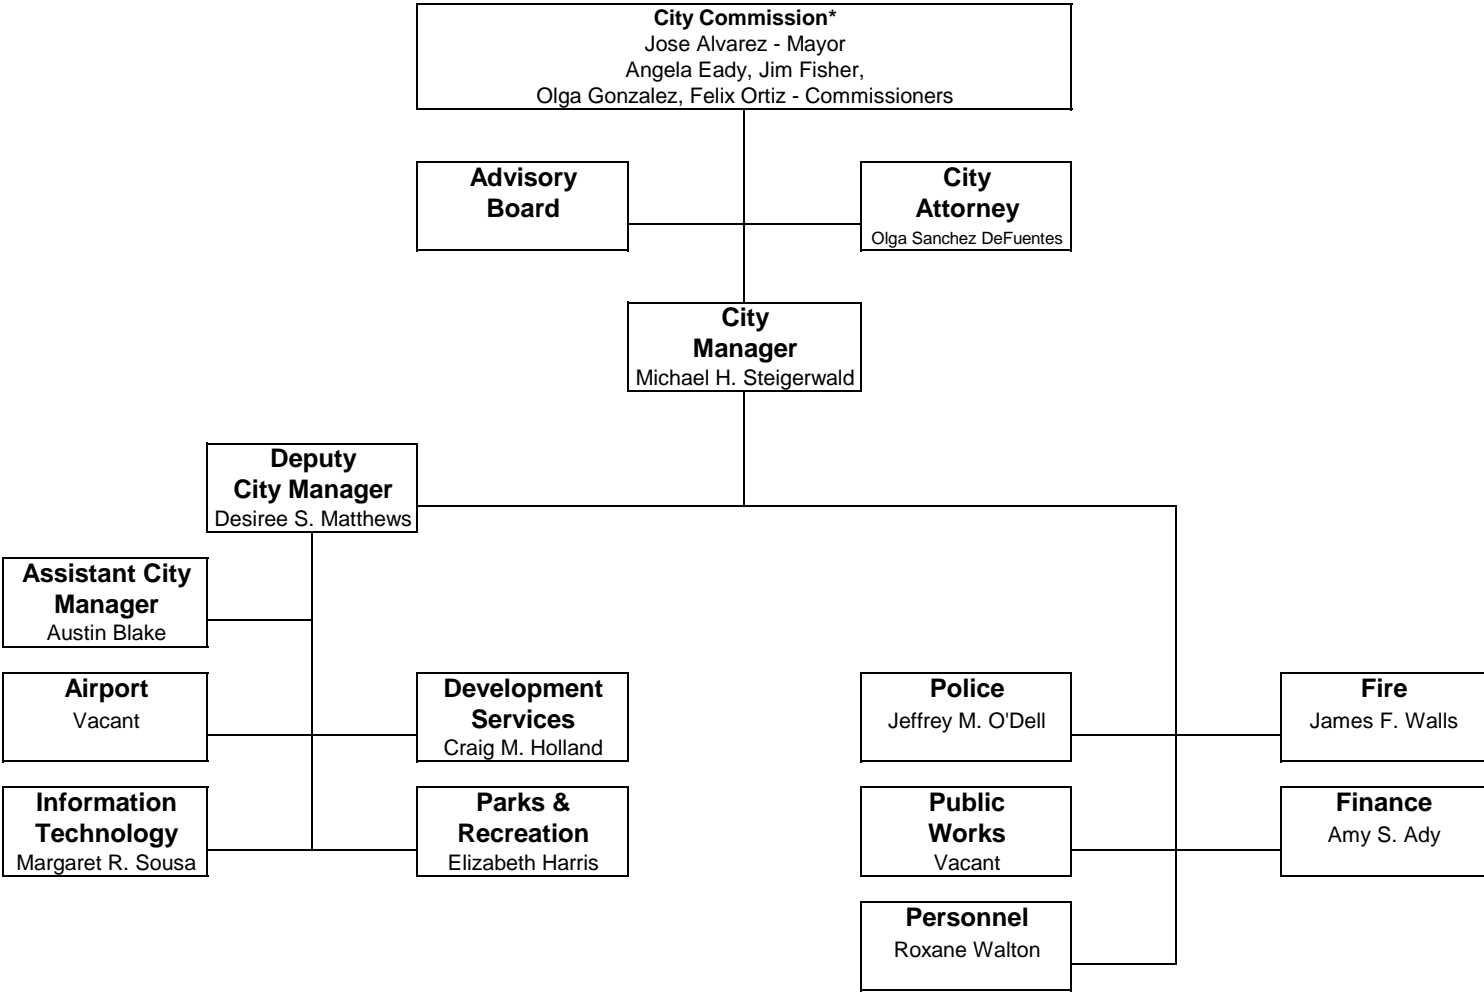 City Commission*
Jose Alvarez - Mayor
Angela Eady, Jim Fisher,
Olga Gonzalez, Felix Ortiz - Commissioners
Advisory
Board
City
Attorney
Olga Sanchez DeFuentes
City
Manager
Michael H. Steigerwald
Deputy
City Manager
Desiree S. Matthews
Assistant City
Manager
Austin Blake
Airport
Vacant
Development
Services
Craig M. Holland
Police
Jeffrey M. O'Dell
Fire
James F. Walls
Information
Technology
Margaret R. Sousa
Parks &
Recreation
Elizabeth Harris
Public
Works
Vacant
Finance
Amy S. Ady
Personnel
Roxane Walton